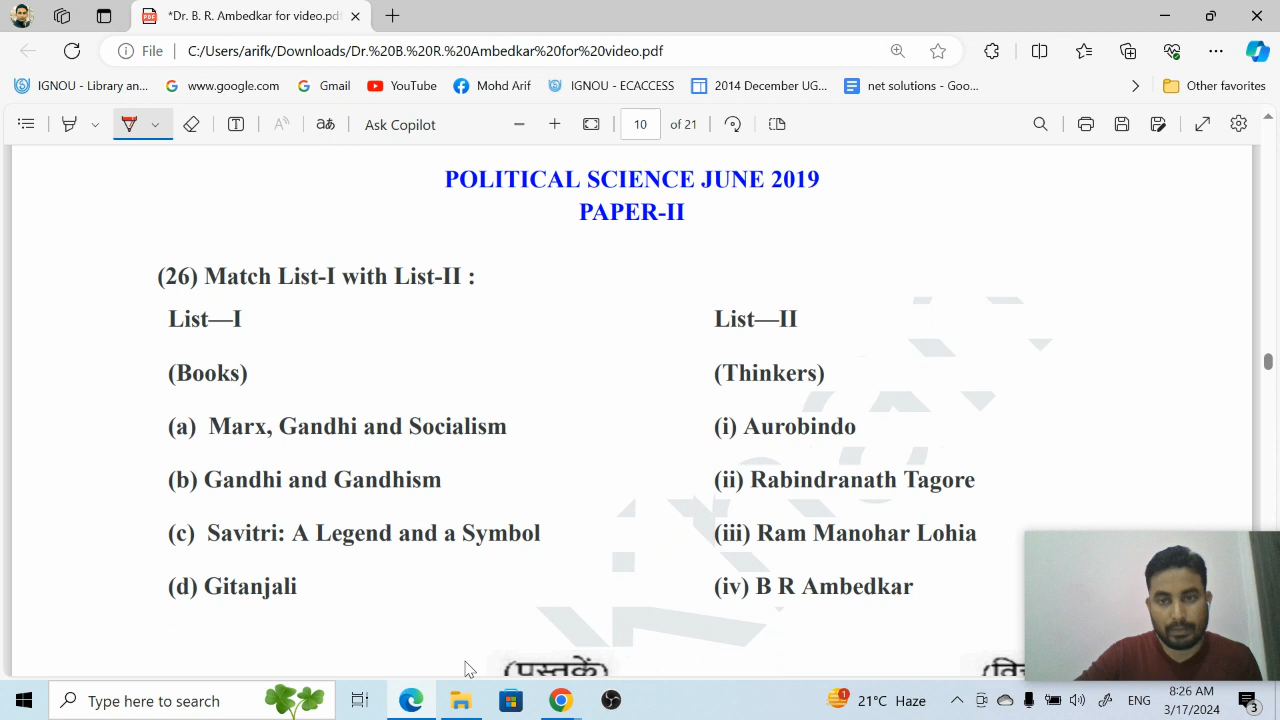 *Dr. B. R. Ambedkar for video.pdf
File C:/Users/arifk/Downloads/Dr.%20B.%20R.%20Ambedkar%20for%20video.pdf
IGNOU - Library an... www.google.com Gmail YouTube Mohd Arif IGNOU - ECACCESS 2014 December UG... net solutions - Goo... Other favorites
Ask Copilot 10 of 21
POLITICAL SCIENCE JUNE 2019
PAPER-II
(26) Match List-I with List-II :
List—I List—II
(Books) (Thinkers)
(a) Marx, Gandhi and Socialism (i) Aurobindo
(b) Gandhi and Gandhism (ii) Rabindranath Tagore
(c) Savitri: A Legend and a Symbol (iii) Ram Manohar Lohia
(d) Gitanjali (iv) B R Ambedkar
(पुस्तकें)
Type here to search 21°C Haze ENG 8:26 AM
3/17/2024